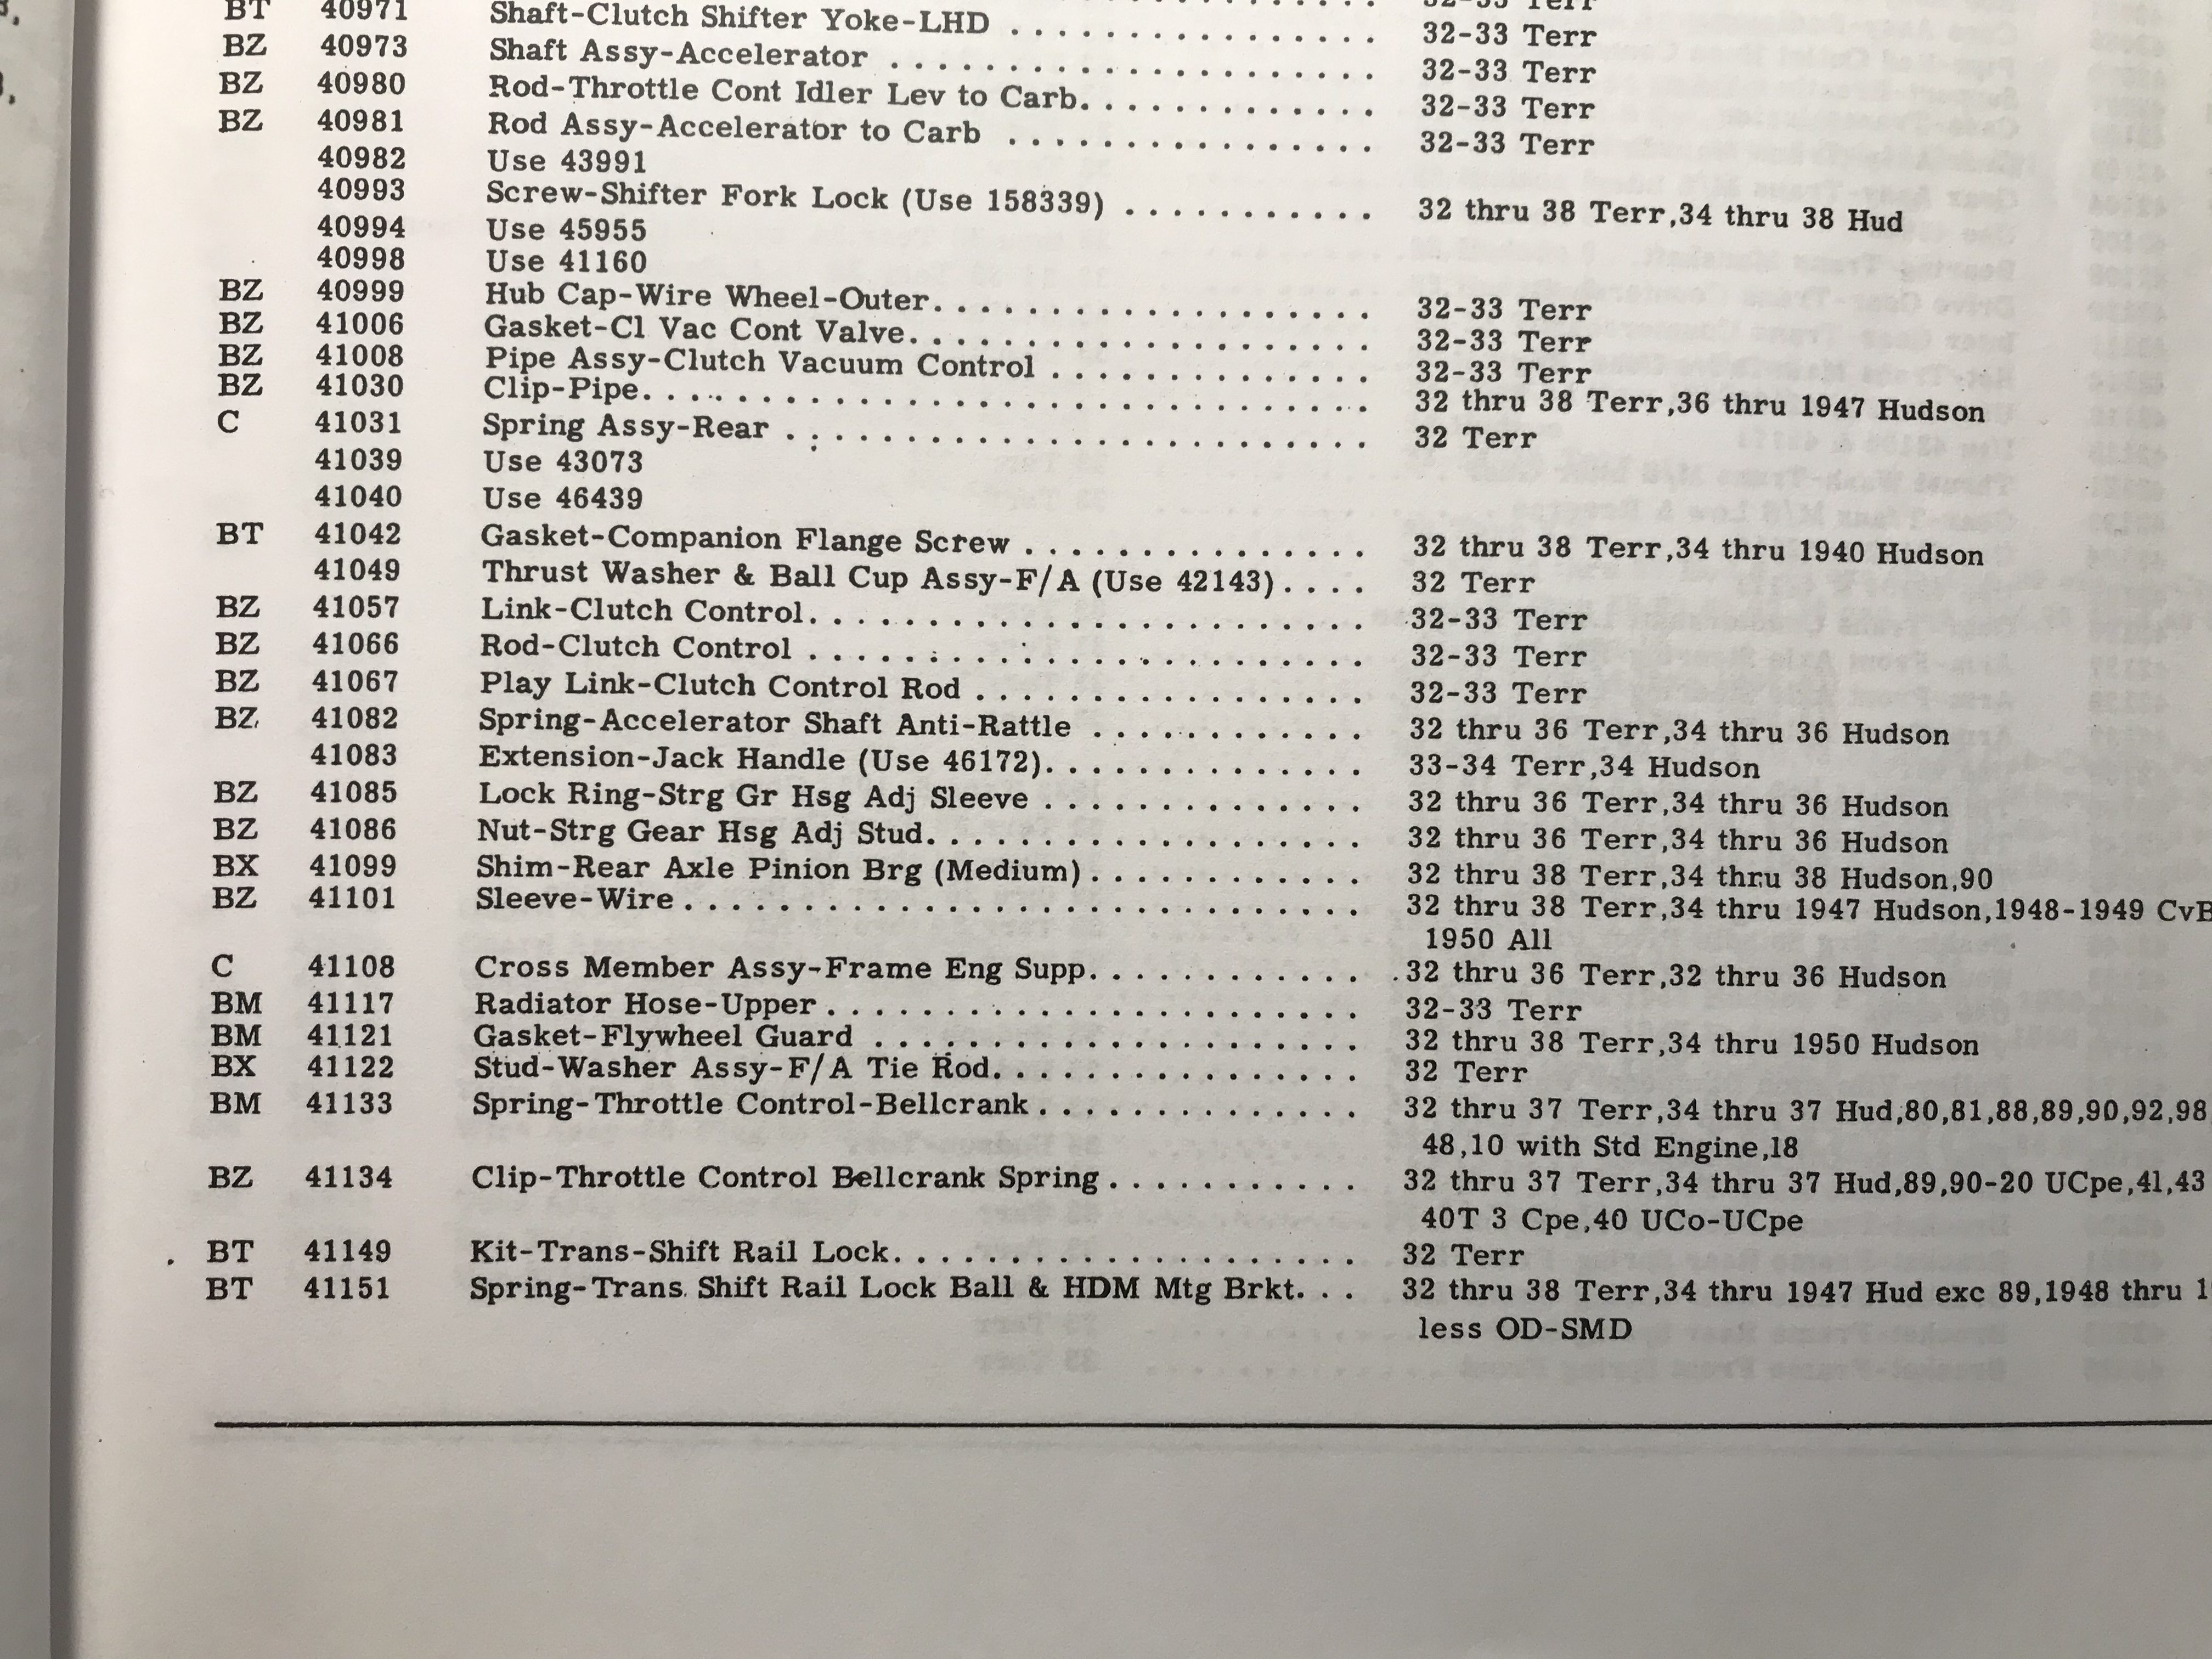 BT 40971 Shaft-Clutch Shifter Yoke-LHD . . . . . . . . . . . . . . . . 32-33 Terr
BZ 40973 Shaft Assy-Accelerator . . . . . . . . . . . . . . . . . . . . . 32-33 Terr
BZ 40980 Rod-Throttle Cont Idler Lev to Carb. . . . . . . . . . . . . 32-33 Terr
BZ 40981 Rod Assy-Accelerator to Carb . . . . . . . . . . . . . . . . 32-33 Terr
40982 Use 43991
40993 Screw-Shifter Fork Lock (Use 158339) . . . . . . . . . . . 32 thru 38 Terr,34 thru 38 Hud
40994 Use 45955
40998 Use 41160
BZ 40999 Hub Cap-Wire Wheel-Outer. . . . . . . . . . . . . . . . . . . 32-33 Terr
BZ 41006 Gasket-Cl Vac Cont Valve. . . . . . . . . . . . . . . . . . . . 32-33 Terr
BZ 41008 Pipe Assy-Clutch Vacuum Control . . . . . . . . . . . . . . 32-33 Terr
BZ 41030 Clip-Pipe. . . . . . . . . . . . . . . . . . . . . . . . . . . . . . . 32 thru 38 Terr,36 thru 1947 Hudson
C 41031 Spring Assy-Rear . . . . . . . . . . . . . . . . . . . . . . . . . 32 Terr
41039 Use 43073
41040 Use 46439
BT 41042 Gasket-Companion Flange Screw . . . . . . . . . . . . . . . 32 thru 38 Terr,34 thru 1940 Hudson
41049 Thrust Washer & Ball Cup Assy-F/A (Use 42143) . . . . 32 Terr
BZ 41057 Link-Clutch Control. . . . . . . . . . . . . . . . . . . . . . . . 32-33 Terr
BZ 41066 Rod-Clutch Control . . . . . . . . . . . . . . . . . . . . . . . . 32-33 Terr
BZ 41067 Play Link-Clutch Control Rod . . . . . . . . . . . . . . . . . 32-33 Terr
BZ 41082 Spring-Accelerator Shaft Anti-Rattle . . . . . . . . . . . . 32 thru 36 Terr,34 thru 36 Hudson
41083 Extension-Jack Handle (Use 46172). . . . . . . . . . . . . . 33-34 Terr,34 Hudson
BZ 41085 Lock Ring-Strg Gr Hsg Adj Sleeve . . . . . . . . . . . . . . 32 thru 36 Terr,34 thru 36 Hudson
BZ 41086 Nut-Strg Gear Hsg Adj Stud. . . . . . . . . . . . . . . . . . . 32 thru 36 Terr,34 thru 36 Hudson
BX 41099 Shim-Rear Axle Pinion Brg (Medium) . . . . . . . . . . . . 32 thru 38 Terr,34 thru 38 Hudson,90
BZ 41101 Sleeve-Wire . . . . . . . . . . . . . . . . . . . . . . . . . . . . . 32 thru 38 Terr,34 thru 1947 Hudson,1948-1949 CvB
1950 All
C 41108 Cross Member Assy-Frame Eng Supp. . . . . . . . . . . . . 32 thru 36 Terr,32 thru 36 Hudson
BM 41117 Radiator Hose-Upper . . . . . . . . . . . . . . . . . . . . . . . 32-33 Terr
BM 41121 Gasket-Flywheel Guard . . . . . . . . . . . . . . . . . . . . . 32 thru 38 Terr,34 thru 1950 Hudson
BX 41122 Stud-Washer Assy-F/A Tie Rod. . . . . . . . . . . . . . . . 32 Terr
BM 41133 Spring-Throttle Control-Bellcrank . . . . . . . . . . . . . . 32 thru 37 Terr,34 thru 37 Hud,80,81,88,89,90,92,98
48,10 with Std Engine,18
BZ 41134 Clip-Throttle Control Bellcrank Spring . . . . . . . . . . . 32 thru 37 Terr,34 thru 37 Hud,89,90-20 UCpe,41,43
40T 3 Cpe,40 UCo-UCpe
BT 41149 Kit-Trans-Shift Rail Lock. . . . . . . . . . . . . . . . . . . . 32 Terr
BT 41151 Spring-Trans Shift Rail Lock Ball & HDM Mtg Brkt. . . 32 thru 38 Terr,34 thru 1947 Hud exc 89,1948 thru
less OD-SMD